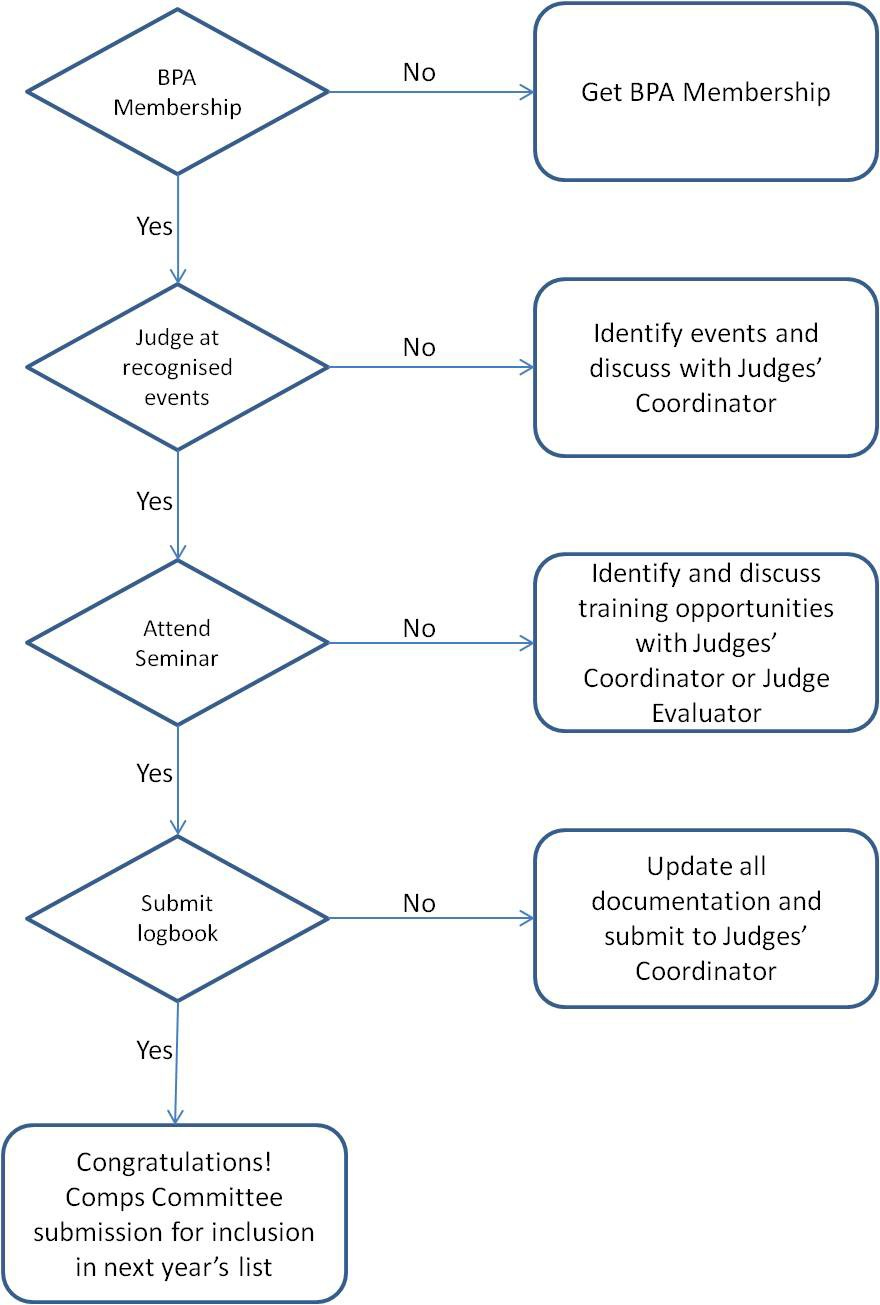 BPA
Membership
No
Get BPA Membership
Yes
Judge at
recognised
events
No
Identify events and
discuss with Judges’
Coordinator
Yes
Attend
Seminar
No
Identify and discuss
training opportunities
with Judges’
Coordinator or Judge
Evaluator
Yes
Submit
logbook
No
Update all
documentation and
submit to Judges’
Coordinator
Yes
Congratulations!
Comps Committee
submission for inclusion
in next year’s list